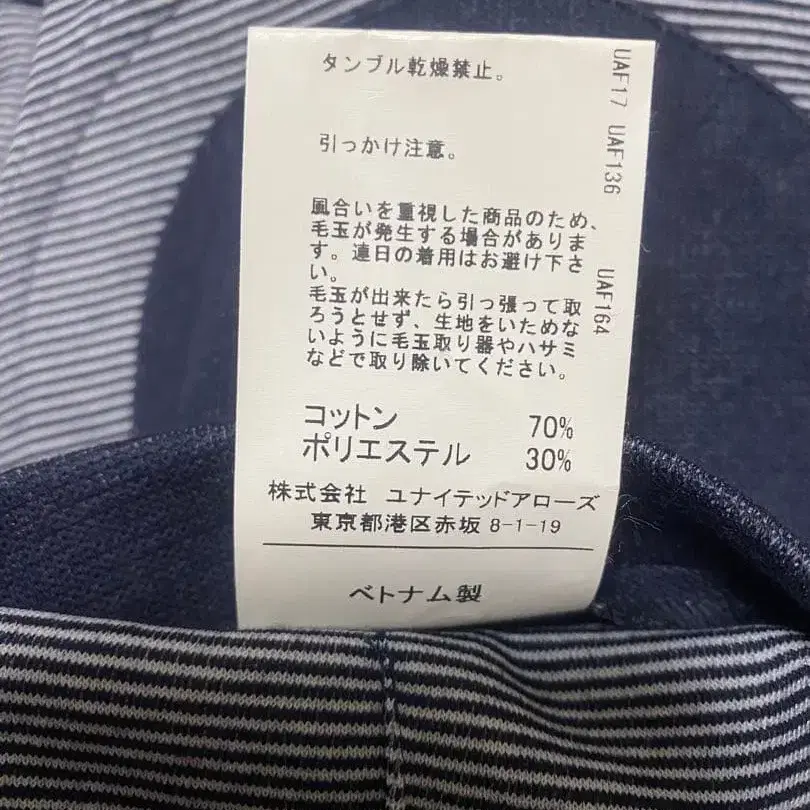 タンブル乾燥禁止。
引っかけ注意。
風合いを重視した商品のため、
毛玉が発生する場合がありま
す。連日の着用はお避け下さ
い。
毛玉が出来たら引っ張って取
ろうとせず、生地をいためな
いように毛玉取り器やハサミ
などで取り除いてください。
コットン 70%
ポリエステル 30%
株式会社 ユナイテッドアローズ
東京都港区赤坂 8-1-19
ベトナム製
UAF17 UAF136
UAF164